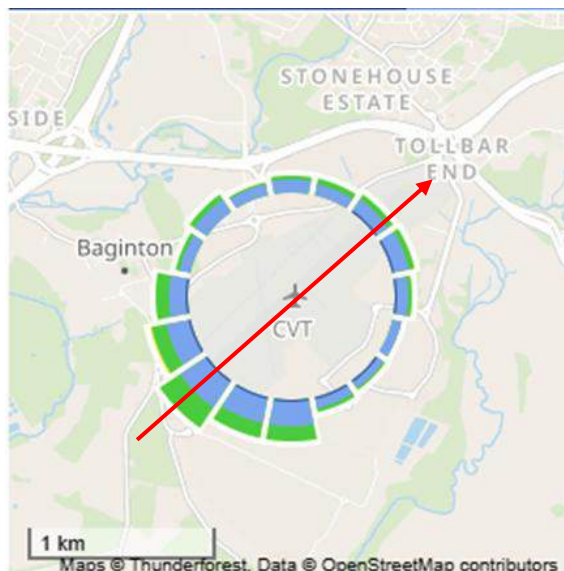 STONEHOUSE
ESTATE
SIDE
TOLLBAR
END
Baginton
CVT
1 km
Maps © Thunderforest, Data © OpenStreetMap contributors